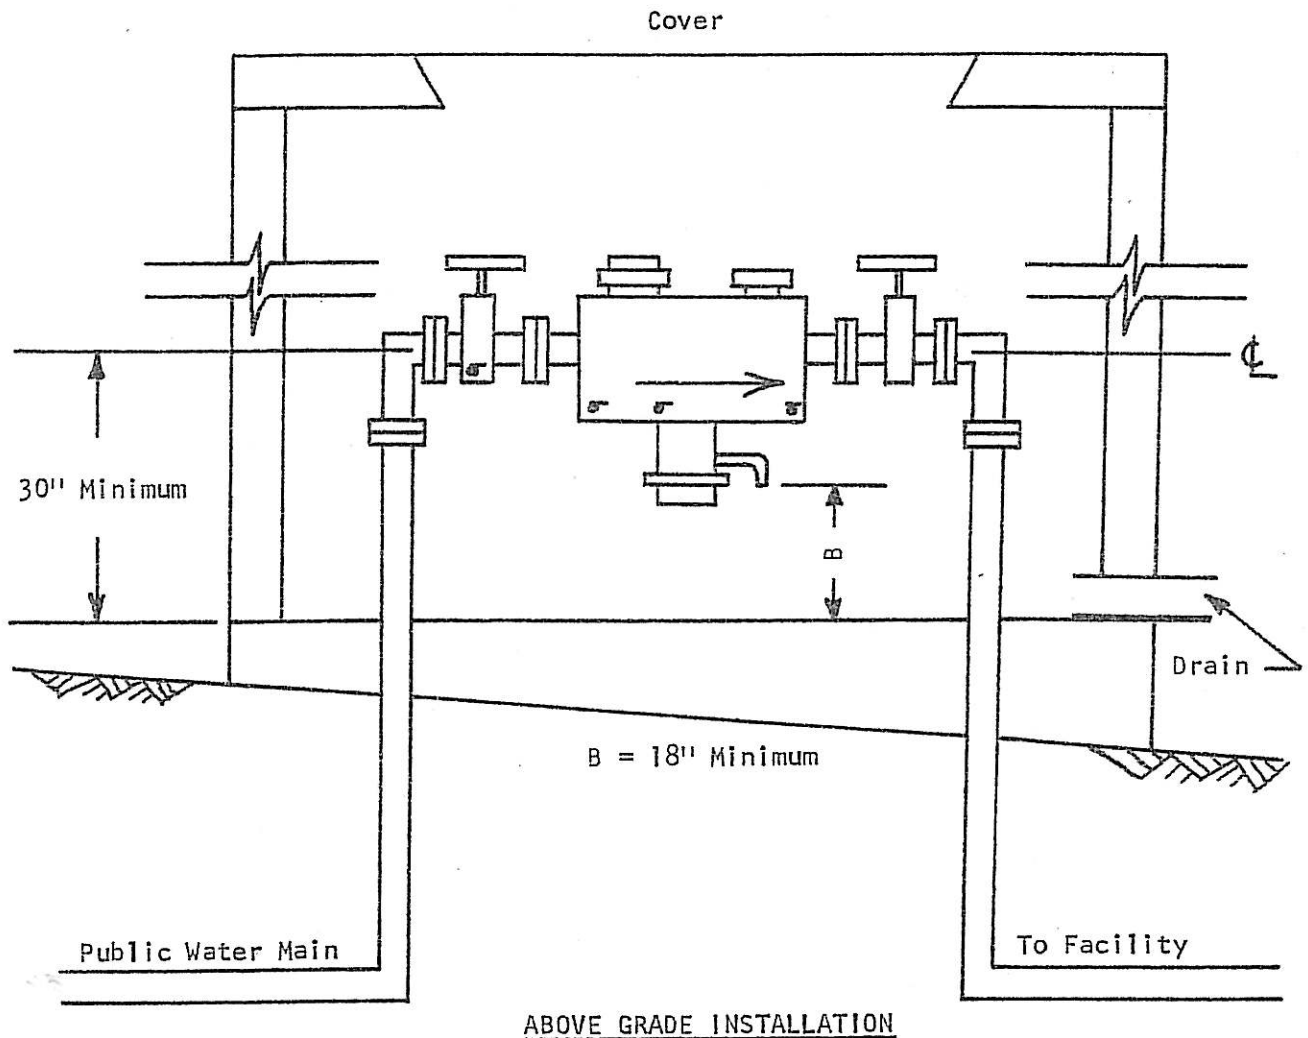 Cover
30" Minimum
B
℄
Drain
B = 18" Minimum
Public Water Main
To Facility
ABOVE GRADE INSTALLATION